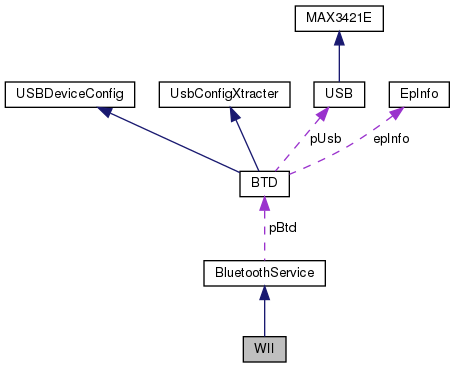 MAX3421E
USBDeviceConfig
UsbConfigXtracter
USB
EpInfo
pUsb
epInfo
BTD
pBtd
BluetoothService
WII